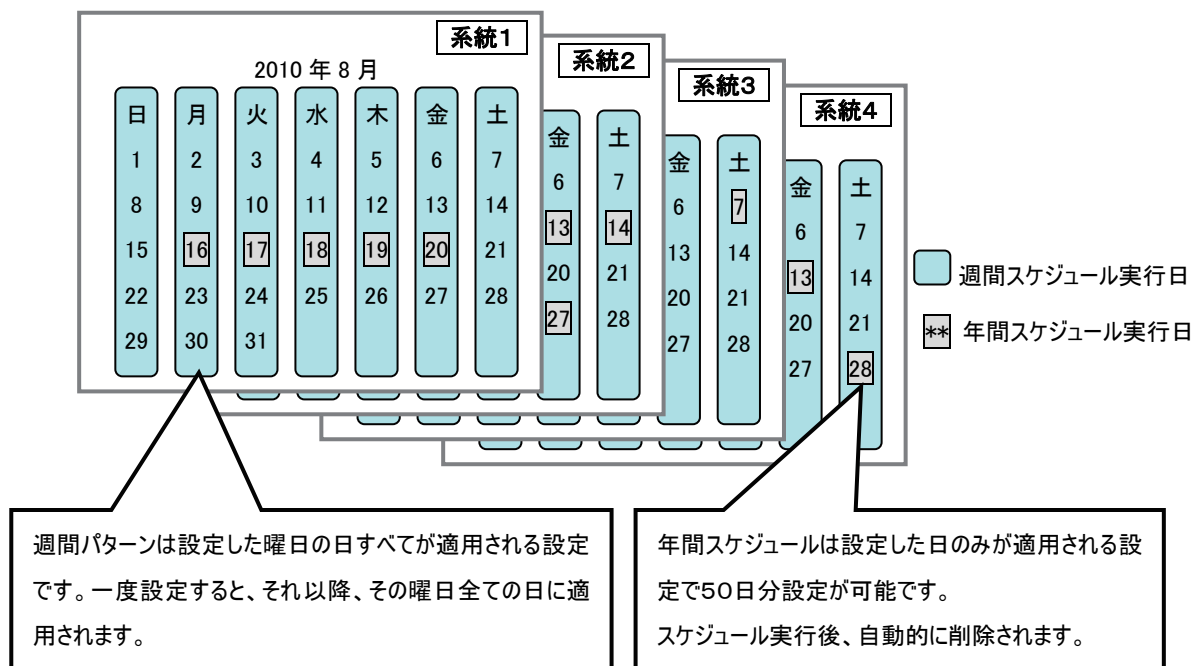 系統1
2010 年 8 月
日 月 火 水 木 金 土
1 2 3 4 5 6 7
8 9 10 11 12 13 14
15 16 17 18 19 20 21
22 23 24 25 26 27 28
29 30 31
系統2
金 土
6 7
13 14
20 21
27 28
系統3
金 土
6 7
13 14
20 21
27 28
系統4
金 土
6 7
13 14
20 21
27 28
週間スケジュール実行日
** 年間スケジュール実行日
週間パターンは設定した曜日の日すべてが適用される設定
です。一度設定すると、それ以降、その曜日全ての日に適
用されます。
年間スケジュールは設定した日のみが適用される設
定で50日分設定が可能です。
スケジュール実行後、自動的に削除されます。